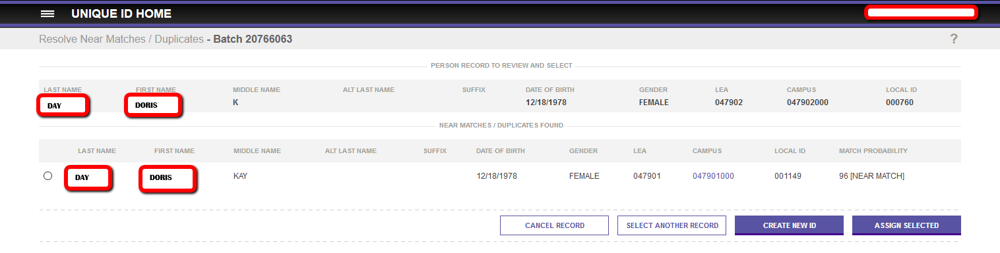 UNIQUE ID HOME
Resolve Near Matches / Duplicates - Batch 20766063 ?
PERSON RECORD TO REVIEW AND SELECT
LAST NAME FIRST NAME MIDDLE NAME ALT LAST NAME SUFFIX DATE OF BIRTH GENDER LEA CAMPUS LOCAL ID
DAY DORIS K 12/18/1978 FEMALE 047902 047902000 000760
NEAR MATCHES / DUPLICATES FOUND
LAST NAME FIRST NAME MIDDLE NAME ALT LAST NAME SUFFIX DATE OF BIRTH GENDER LEA CAMPUS LOCAL ID MATCH PROBABILITY
DAY DORIS KAY 12/18/1978 FEMALE 047901 047901000 001149 96 [NEAR MATCH]
CANCEL RECORD SELECT ANOTHER RECORD CREATE NEW ID ASSIGN SELECTED